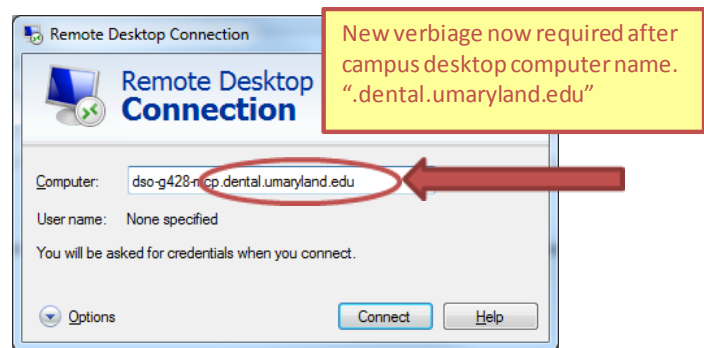 Remote Desktop Connection
New verbiage now required after
campus desktop computer name.
“.dental.umaryland.edu”
Remote Desktop
Connection
Computer: dso-g428-mcp.dental.umaryland.edu
User name: None specified
You will be asked for credentials when you connect.
Options Connect Help